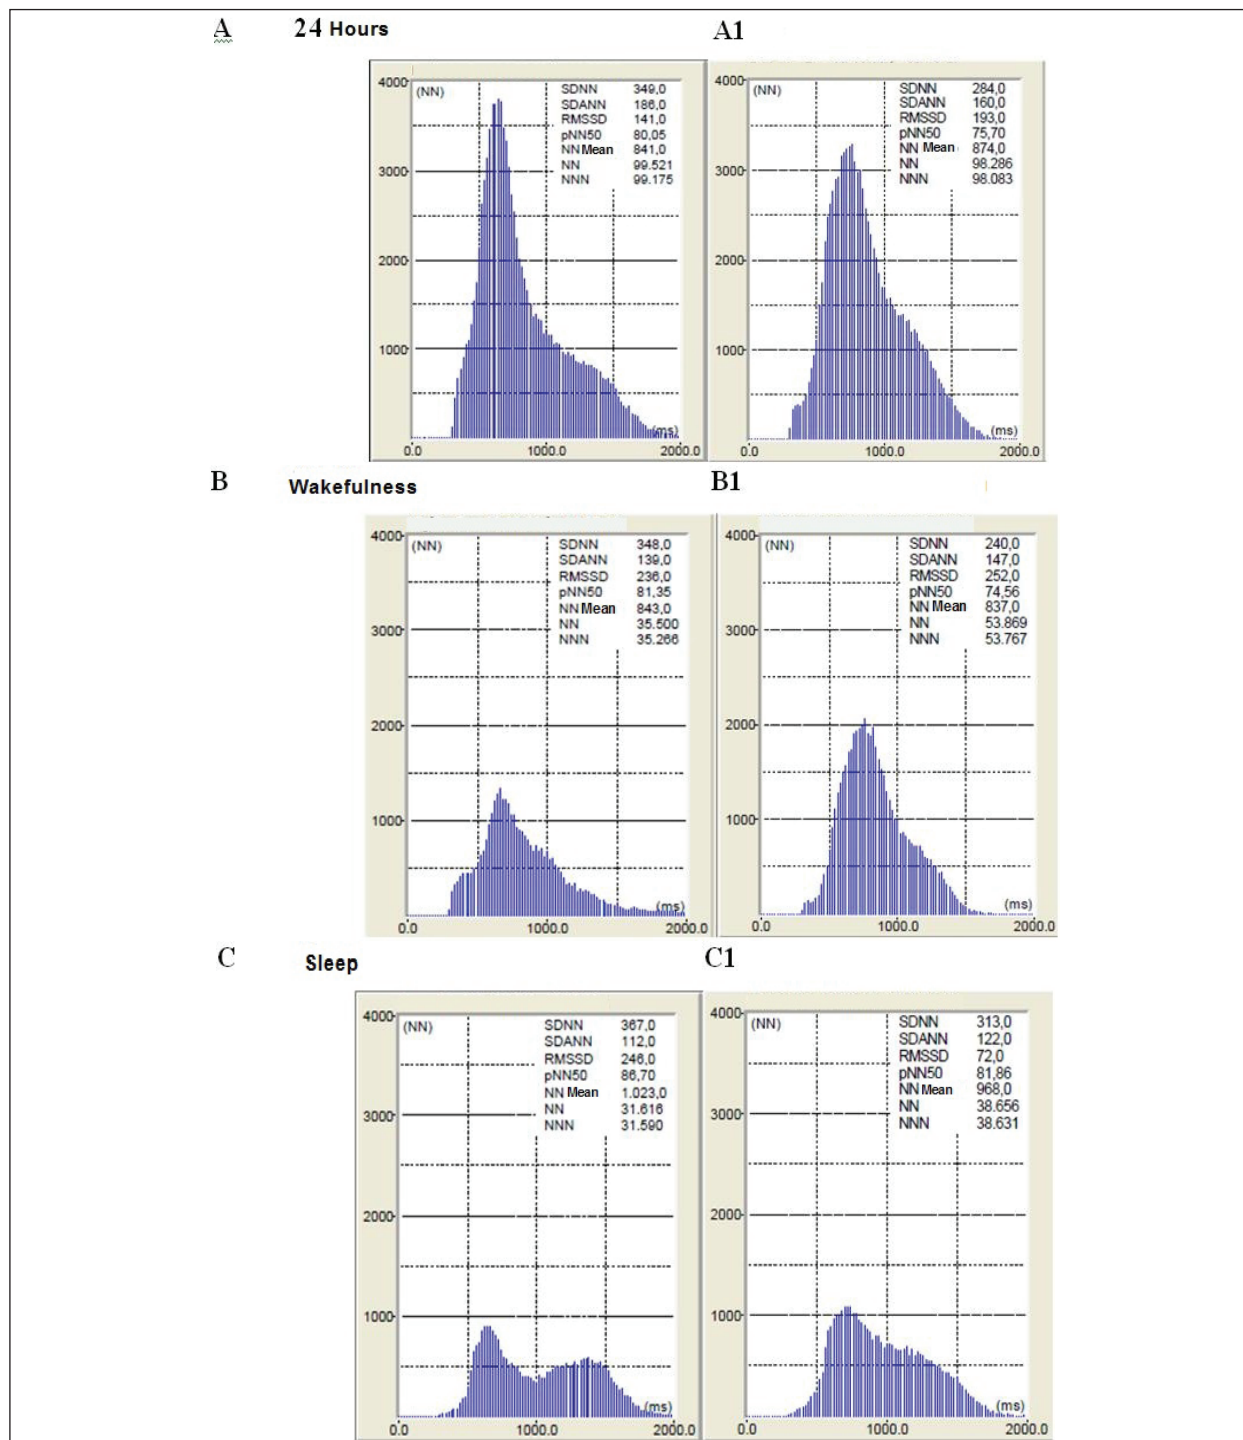 A 24 Hours A1
4000 (NN) SDNN 349,0
SDANN 186,0
RMSSD 141,0
pNN50 80,05
NN Mean 841,0
NN 99.521
NNN 99.175
3000
2000
1000
(ms)
0.0 1000.0 2000.0
4000 (NN) SDNN 284,0
SDANN 160,0
RMSSD 193,0
pNN50 75,70
NN Mean 874,0
NN 98.286
NNN 98.083
3000
2000
1000
(ms)
0.0 1000.0 2000.0
B Wakefulness B1
4000 (NN) SDNN 348,0
SDANN 139,0
RMSSD 236,0
pNN50 81,35
NN Mean 843,0
NN 35.500
NNN 35.266
3000
2000
1000
(ms)
0.0 1000.0 2000.0
4000 (NN) SDNN 240,0
SDANN 147,0
RMSSD 252,0
pNN50 74,56
NN Mean 837,0
NN 53.869
NNN 53.767
3000
2000
1000
(ms)
0.0 1000.0 2000.0
C Sleep C1
4000 (NN) SDNN 367,0
SDANN 112,0
RMSSD 246,0
pNN50 86,70
NN Mean 1.023,0
NN 31.616
NNN 31.590
3000
2000
1000
(ms)
0.0 1000.0 2000.0
4000 (NN) SDNN 313,0
SDANN 122,0
RMSSD 72,0
pNN50 81,86
NN Mean 968,0
NN 38.656
NNN 38.631
3000
2000
1000
(ms)
0.0 1000.0 2000.0